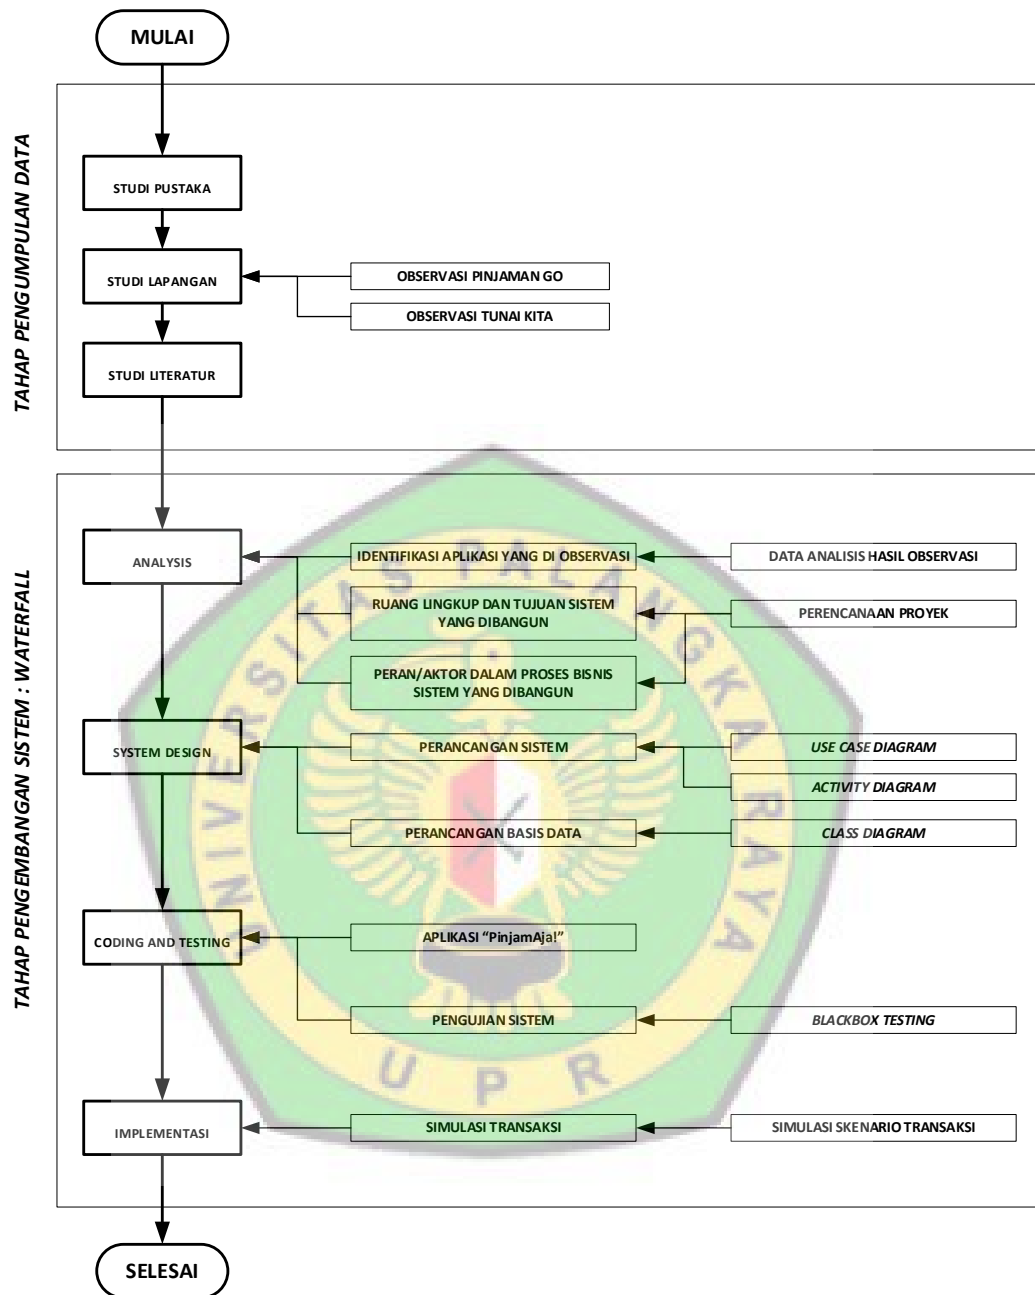 MULAI
TAHAP PENGUMPULAN DATA
STUDI PUSTAKA
STUDI LAPANGAN
OBSERVASI PINJAMAN GO
OBSERVASI TUNAI KITA
STUDI LITERATUR
TAHAP PENGEMBANGAN SISTEM : WATERFALL
ANALYSIS
IDENTIFIKASI APLIKASI YANG DI OBSERVASI
DATA ANALISIS HASIL OBSERVASI
RUANG LINGKUP DAN TUJUAN SISTEM
YANG DIBANGUN
PERENCANAAN PROYEK
PERAN/AKTOR DALAM PROSES BISNIS
SISTEM YANG DIBANGUN
SYSTEM DESIGN
PERANCANGAN SISTEM
USE CASE DIAGRAM
ACTIVITY DIAGRAM
PERANCANGAN BASIS DATA
CLASS DIAGRAM
CODING AND TESTING
APLIKASI “PinjamAja!”
PENGUJIAN SISTEM
BLACKBOX TESTING
IMPLEMENTASI
SIMULASI TRANSAKSI
SIMULASI SKENARIO TRANSAKSI
SELESAI
UNIVERSITAS PALANGKA RAYA
UPR